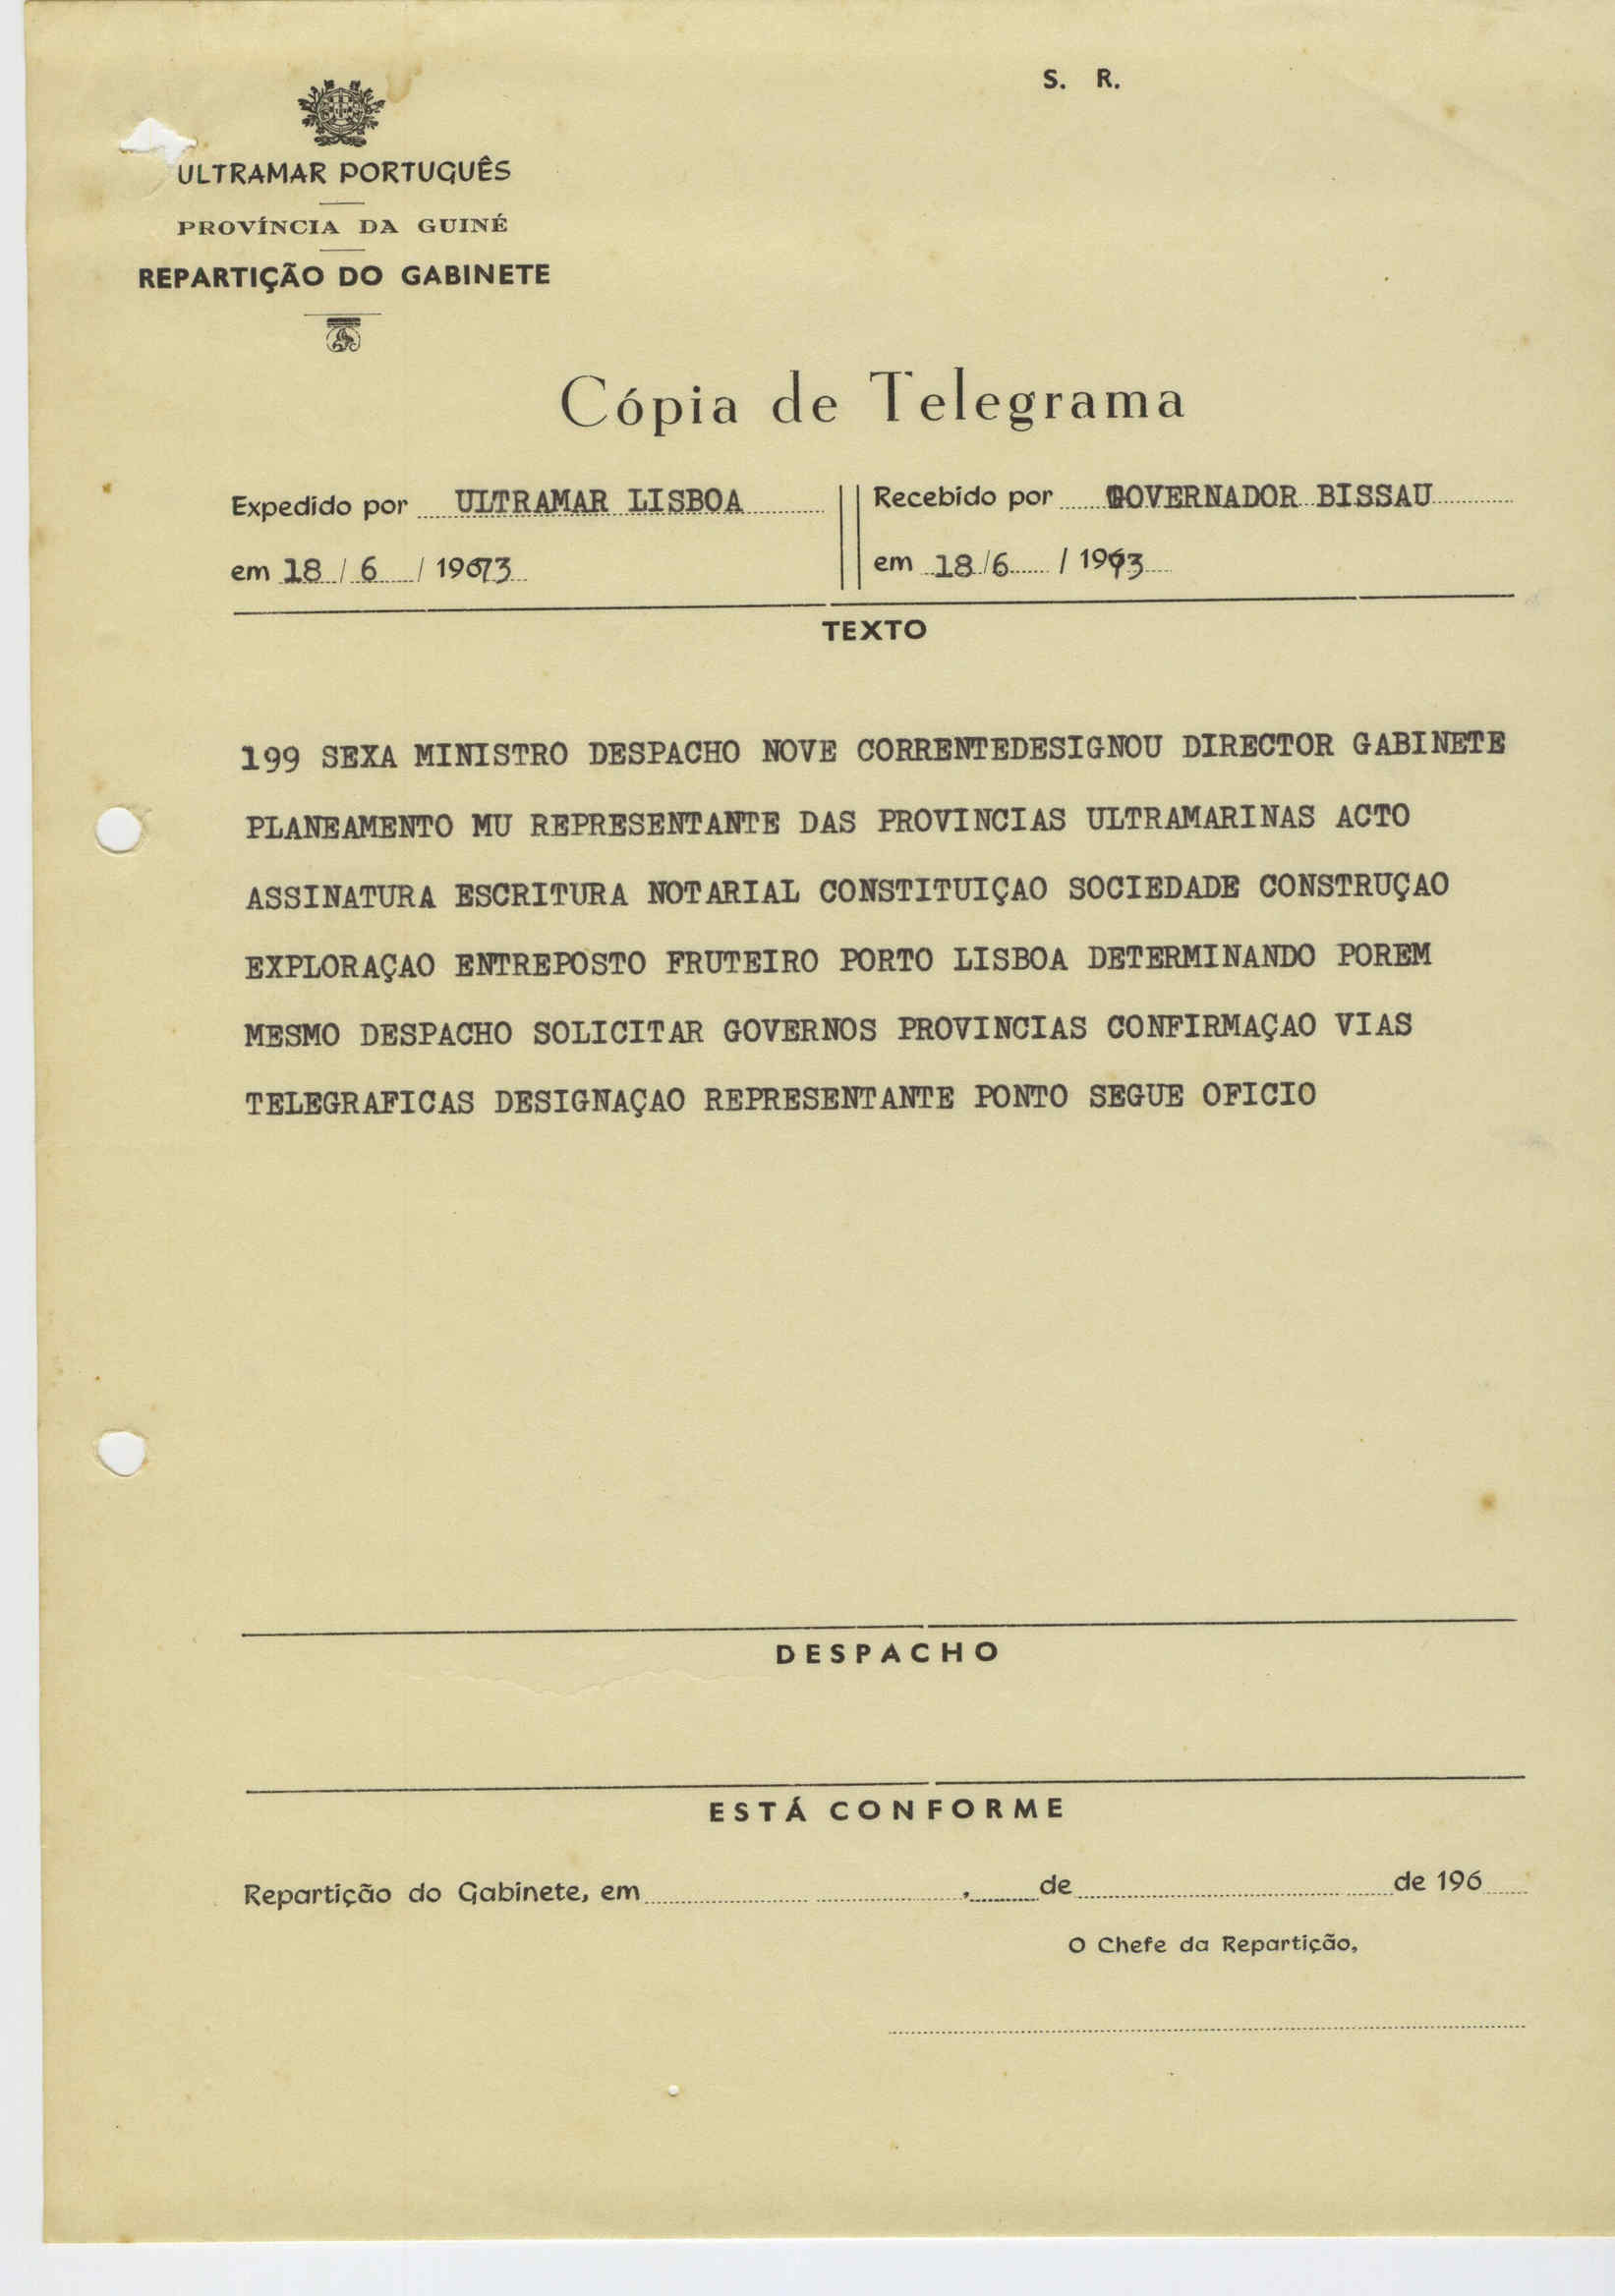 S. R.
ULTRAMAR PORTUGUÊS
PROVÍNCIA DA GUINÉ
REPARTIÇÃO DO GABINETE
Cópia de Telegrama
Expedido por ULTRAMAR LISBOA
em 18 / 6 / 1973
Recebido por GOVERNADOR BISSAU
em 18 / 6 / 1973
TEXTO
199 SEXA MINISTRO DESPACHO NOVE CORRENTEDESIGNOU DIRECTOR GABINETE
PLANEAMENTO MU REPRESENTANTE DAS PROVINCIAS ULTRAMARINAS ACTO
ASSINATURA ESCRITURA NOTARIAL CONSTITUIÇAO SOCIEDADE CONSTRUÇAO
EXPLORAÇAO ENTREPOSTO FRUTEIRO PORTO LISBOA DETERMINANDO POREM
MESMO DESPACHO SOLICITAR GOVERNOS PROVINCIAS CONFIRMAÇAO VIAS
TELEGRAFICAS DESIGNAÇAO REPRESENTANTE PONTO SEGUE OFICIO
DESPACHO
ESTÁ CONFORME
Repartição do Gabinete, em , de de 196
O Chefe da Repartição,